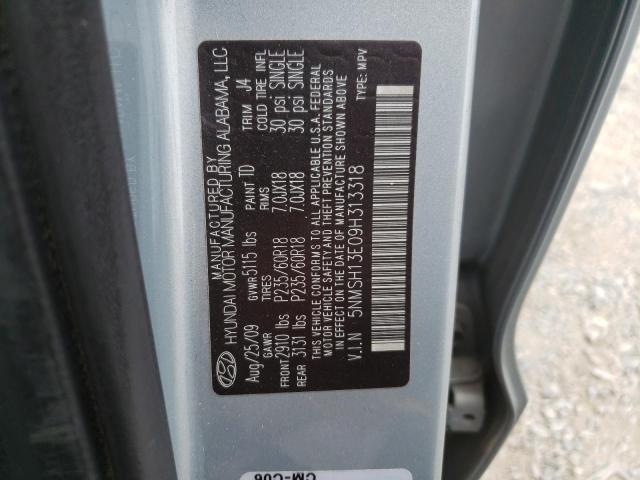 MANUFACTURED BY
HYUNDAI MOTOR MANUFACTURING ALABAMA, LLC
Aug/25/09 GVWR 5115 lbs PAINT TD TRIM J4
GAWR TIRES RIMS COLD TIRE INFL
FRONT 2910 lbs P235/60R18 7.0JX18 30 psi SINGLE
REAR 3131 lbs P235/60R18 7.0JX18 30 psi SINGLE
THIS VEHICLE CONFORMS TO ALL APPLICABLE U.S.A. FEDERAL
MOTOR VEHICLE SAFETY AND THEFT PREVENTION STANDARDS
IN EFFECT ON THE DATE OF MANUFACTURE SHOWN ABOVE
V.I.N 5NMSH13E09H313318 TYPE: MPV
CM-C06